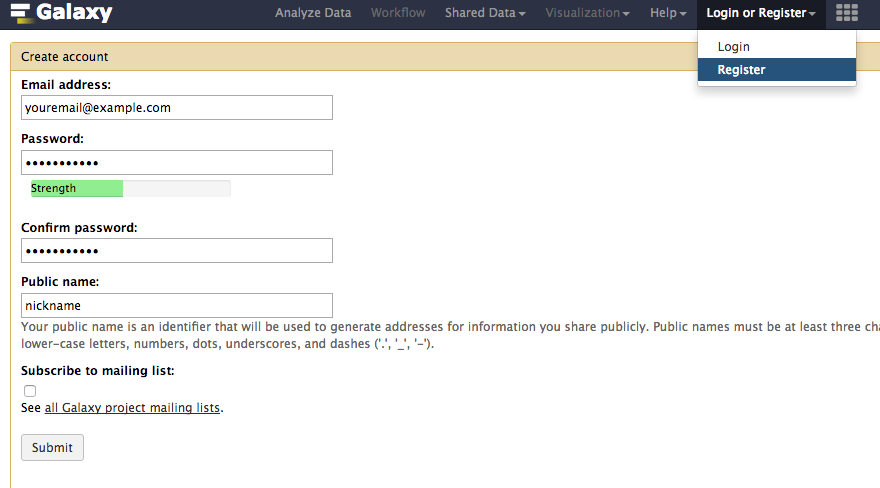 Galaxy
Analyze Data Workflow Shared Data Visualization Help Login or Register
Login
Register
Create account
Email address:
youremail@example.com
Password:
•••••••••••
Strength
Confirm password:
•••••••••••
Public name:
nickname
Your public name is an identifier that will be used to generate addresses for information you share publicly. Public names must be at least three
lower-case letters, numbers, dots, underscores, and dashes ('.', '_', '-').
Subscribe to mailing list:
See all Galaxy project mailing lists.
Submit